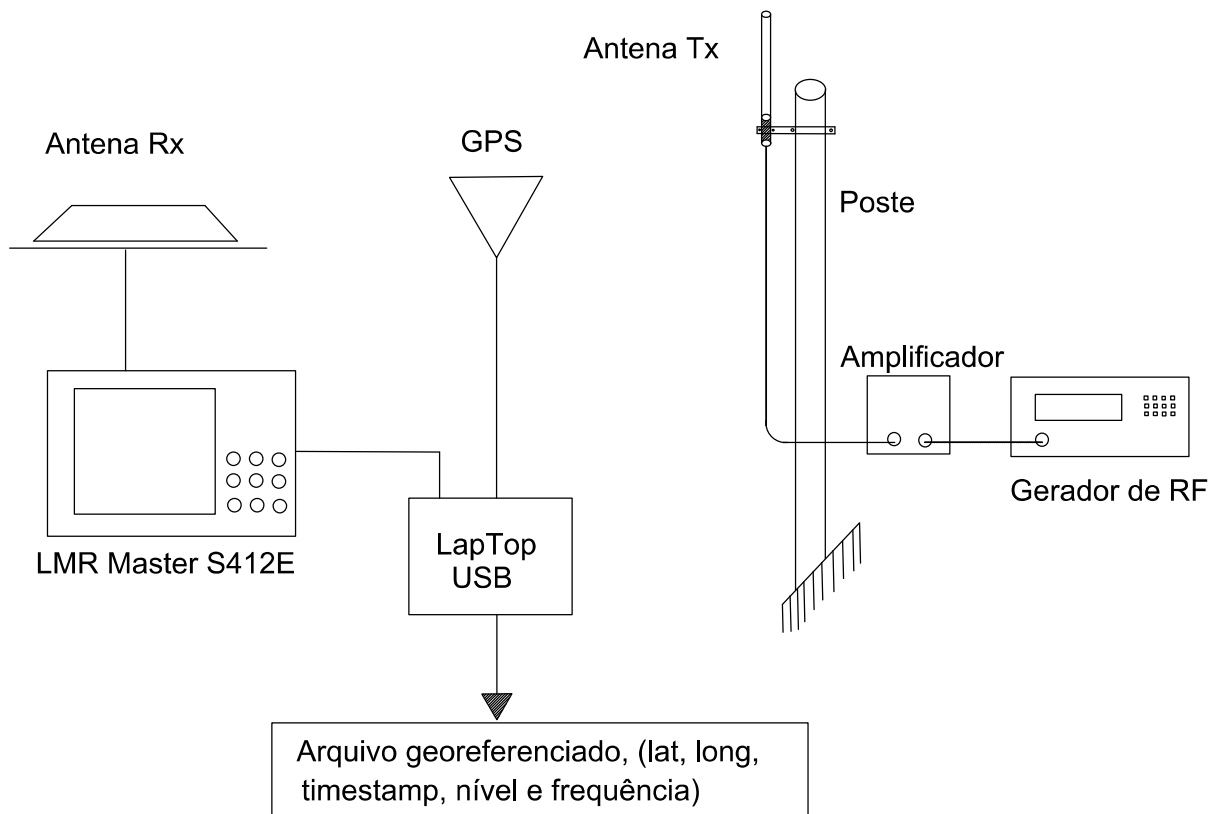 Antena Tx
Antena Rx
GPS
Poste
Amplificador
Gerador de RF
LMR Master S412E
LapTop
USB
Arquivo georeferenciado, (lat, long,
timestamp, nível e frequência)